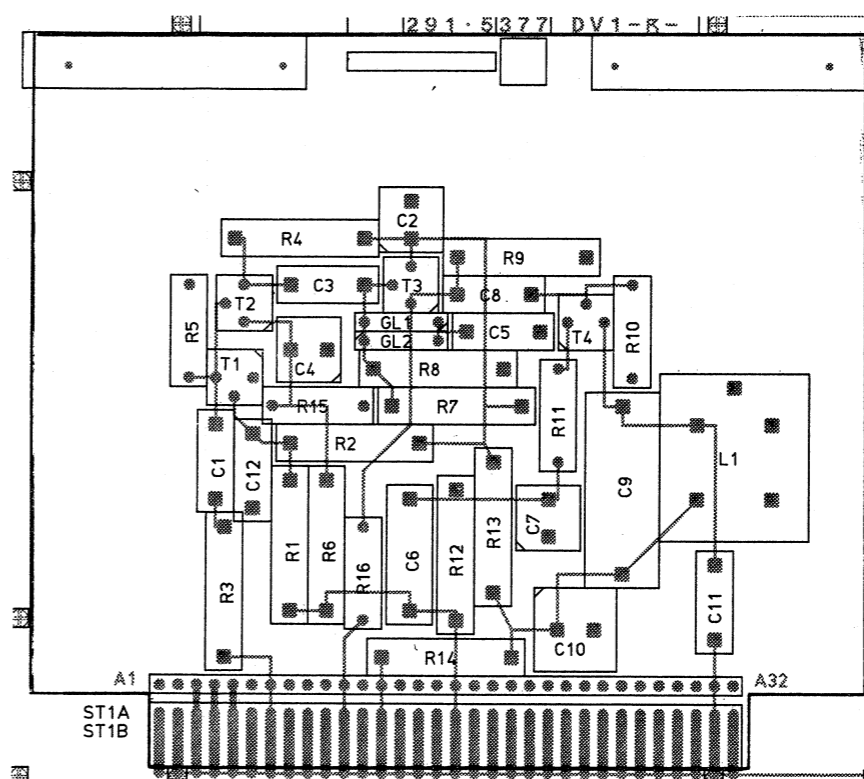 291·5377 DV1-R-
C2
R4
R9
C3
T3
C8
T2
GL1
GL2
C5
T4
R10
R5
T1
C4
R8
R15
R7
R11
R2
C1
C12
L1
C9
R1
R6
R16
C6
R12
R13
C7
R3
C11
C10
R14
A1
A32
ST1A
ST1B